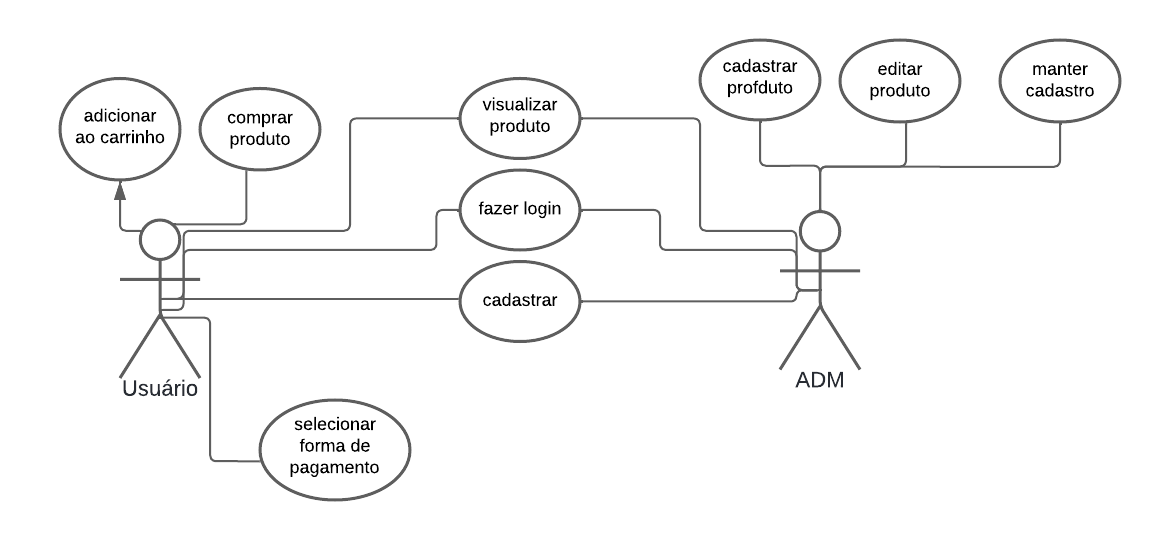 adicionar
ao carrinho
comprar
produto
visualizar
produto
cadastrar
profduto
editar
produto
manter
cadastro
fazer login
cadastrar
Usuário
ADM
selecionar
forma de
pagamento